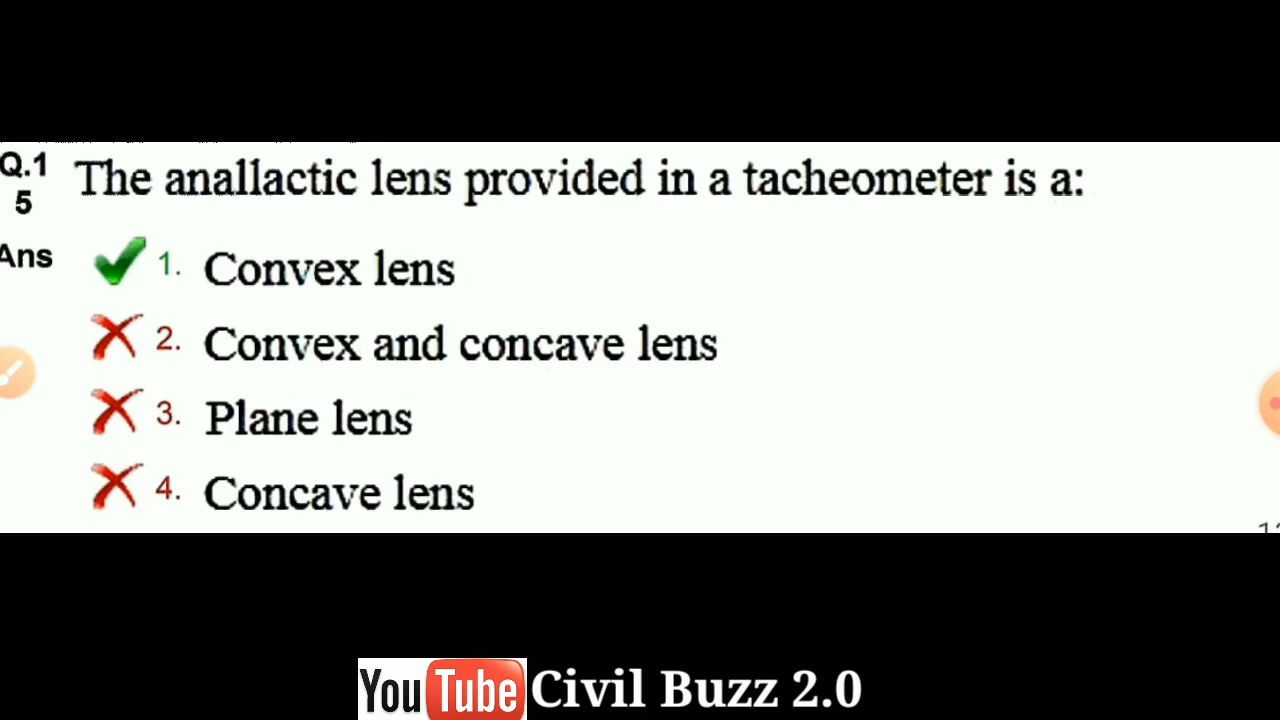 Q.1
5
The anallactic lens provided in a tacheometer is a:
Ans
1. Convex lens
2. Convex and concave lens
3. Plane lens
4. Concave lens
YouTube Civil Buzz 2.0